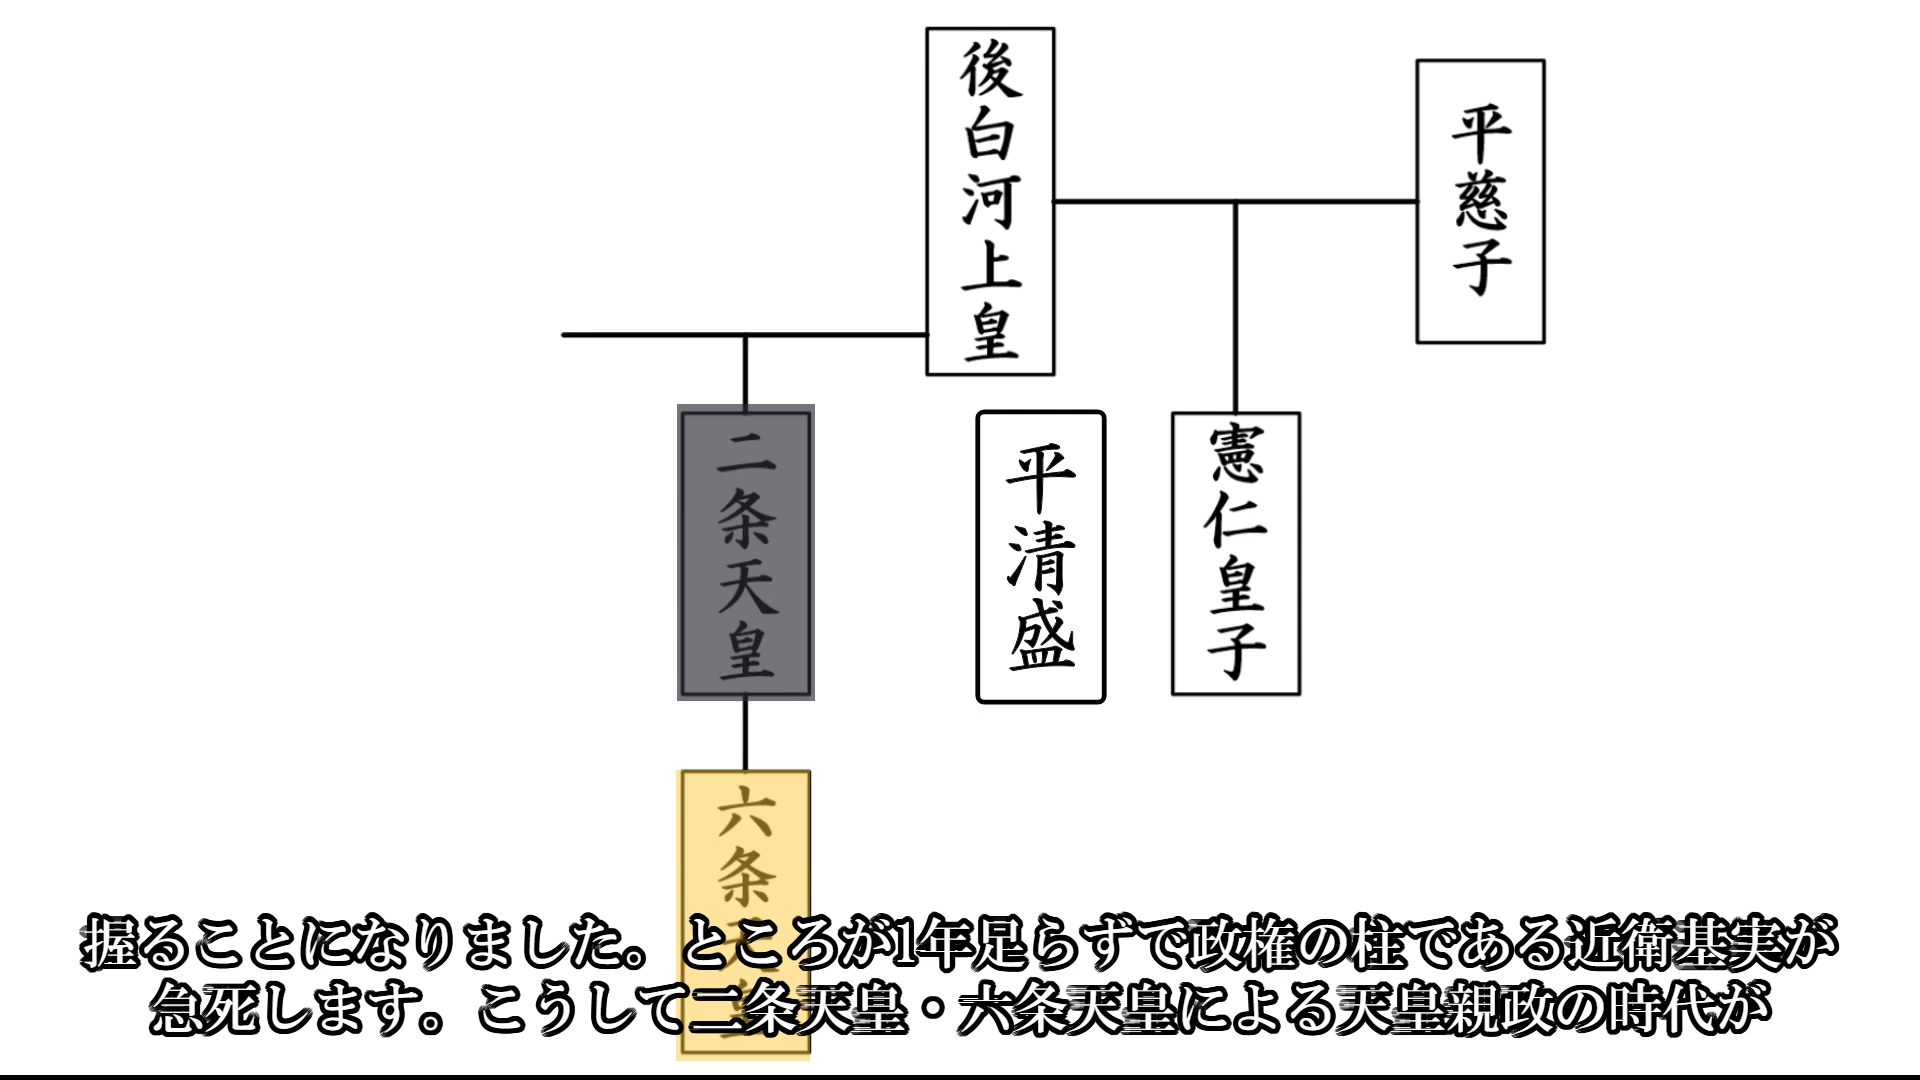 後白河上皇
平慈子
二条天皇
平清盛
憲仁皇子
六条天皇
握ることになりました。ところが1年足らずで政権の柱である近衛基実が
急死します。こうして二条天皇・六条天皇による天皇親政の時代が